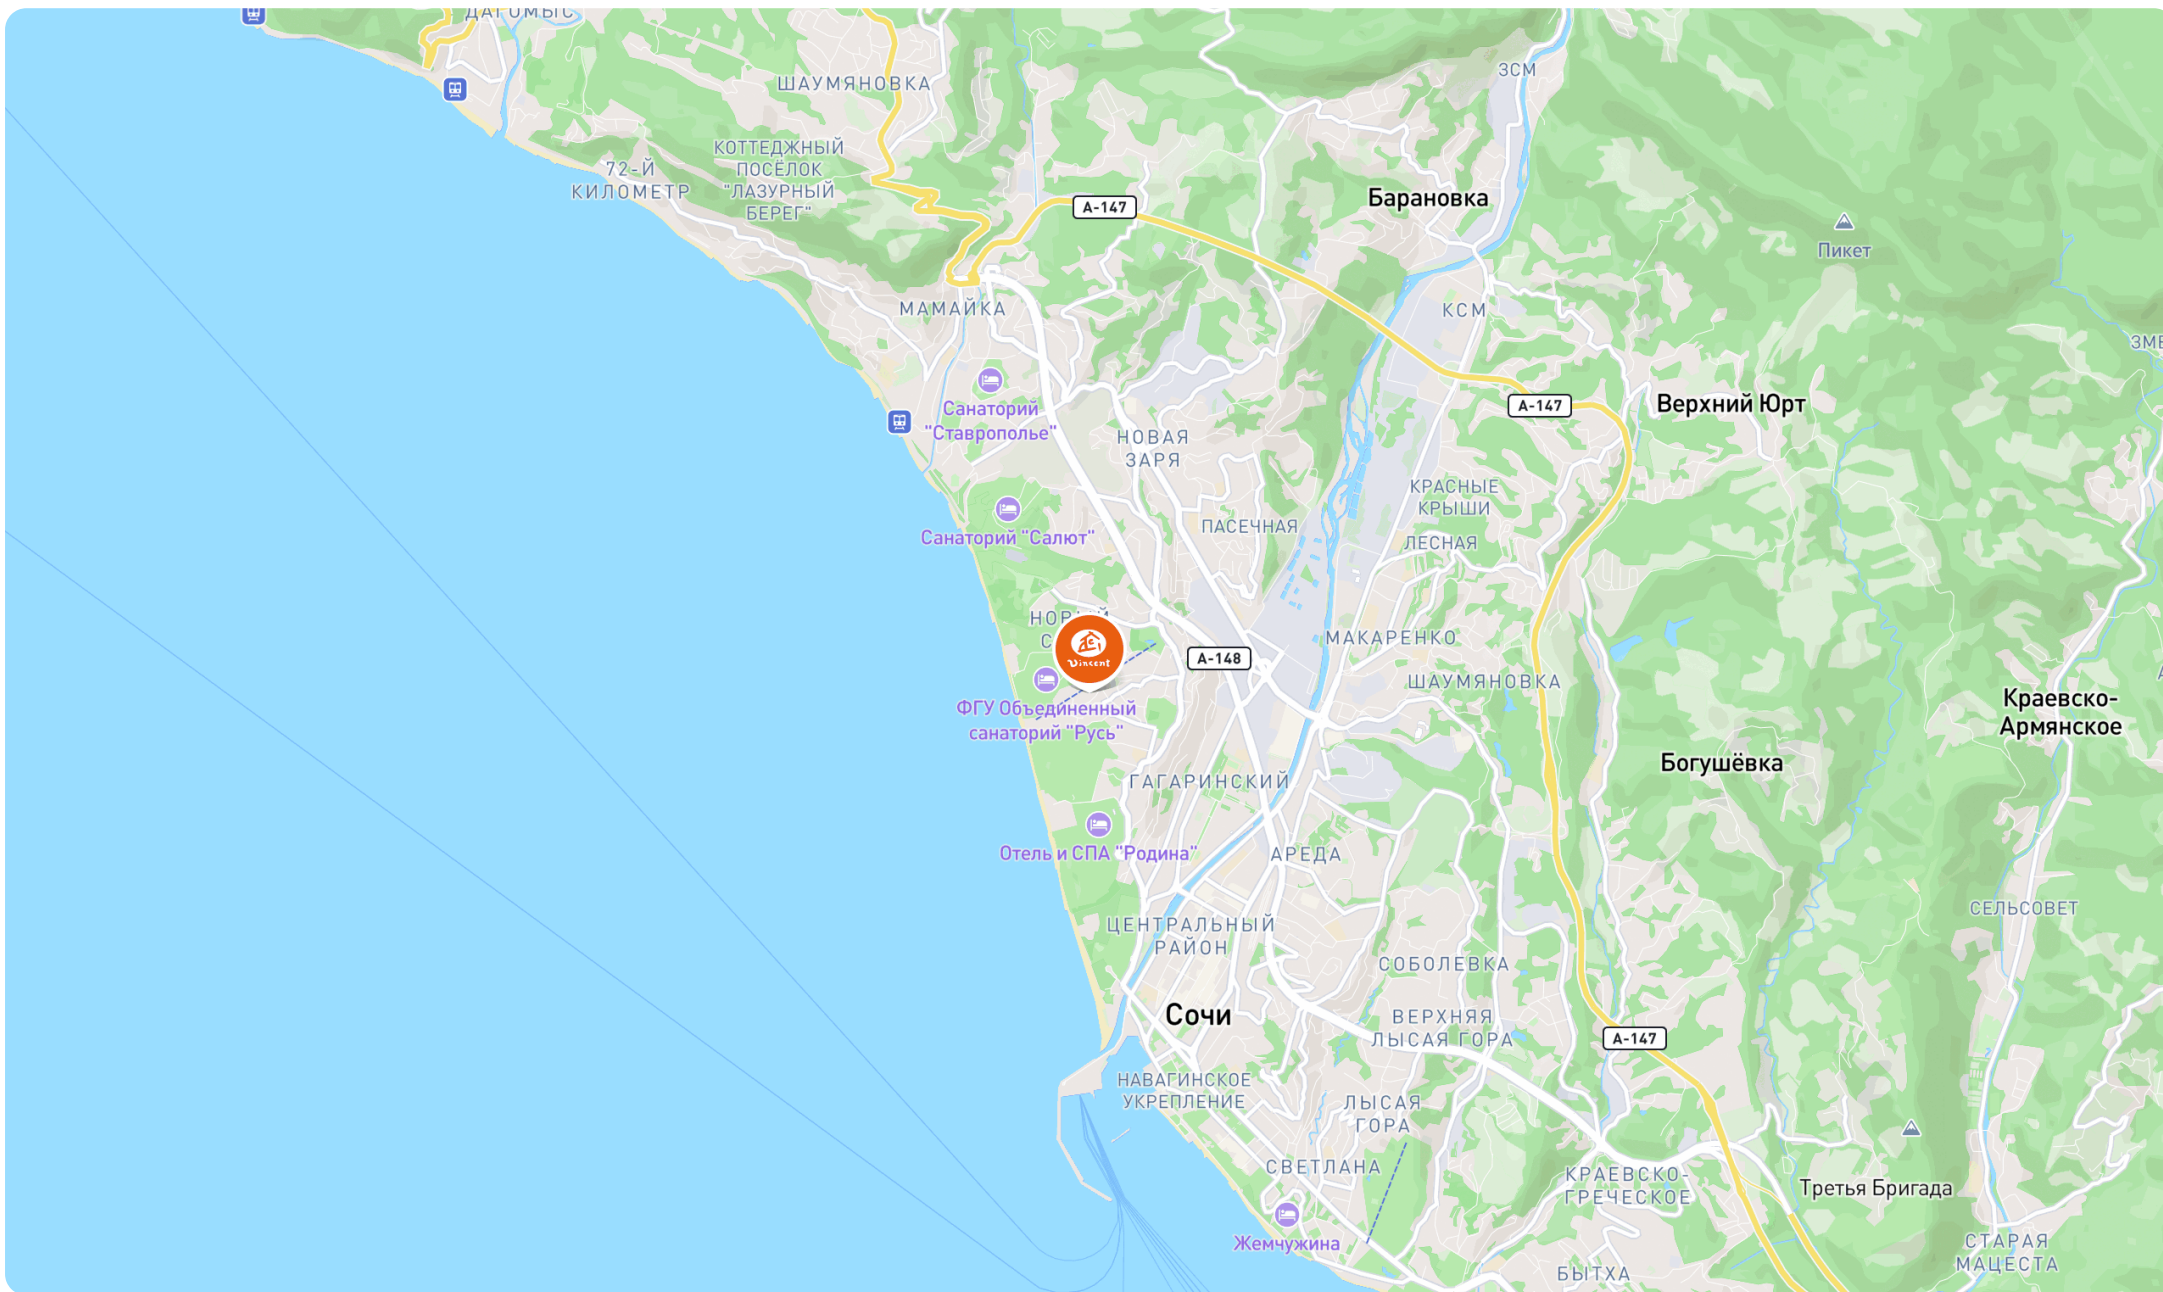 ДАГОМЫС
ШАУМЯНОВКА
ЗСМ
КОТТЕДЖНЫЙ
ПОСЁЛОК
"ЛАЗУРНЫЙ
БЕРЕГ"
72-Й
КИЛОМЕТР
А-147
Барановка
Пикет
МАМАЙКА
КСМ
ЗМЕ
Санаторий
"Ставрополье"
А-147
Верхний Юрт
НОВАЯ
ЗАРЯ
КРАСНЫЕ
КРЫШИ
ПАСЕЧНАЯ
Санаторий "Салют"
ЛЕСНАЯ
Vincent
МАКАРЕНКО
А-148
ШАУМЯНОВКА
ФГУ Объединенный
санаторий "Русь"
Краевско-
Армянское
Богушёвка
ГАГАРИНСКИЙ
Отель и СПА "Родина"
АРЕДА
СЕЛЬСОВЕТ
ЦЕНТРАЛЬНЫЙ
РАЙОН
СОБОЛЕВКА
Сочи
ВЕРХНЯЯ
ЛЫСАЯ ГОРА
А-147
НАВАГИНСКОЕ
УКРЕПЛЕНИЕ
ЛЫСАЯ
ГОРА
СВЕТЛАНА
КРАЕВСКО-
ГРЕЧЕСКОЕ
Третья Бригада
Жемчужина
СТАРАЯ
МАЦЕСТА
БЫТХА